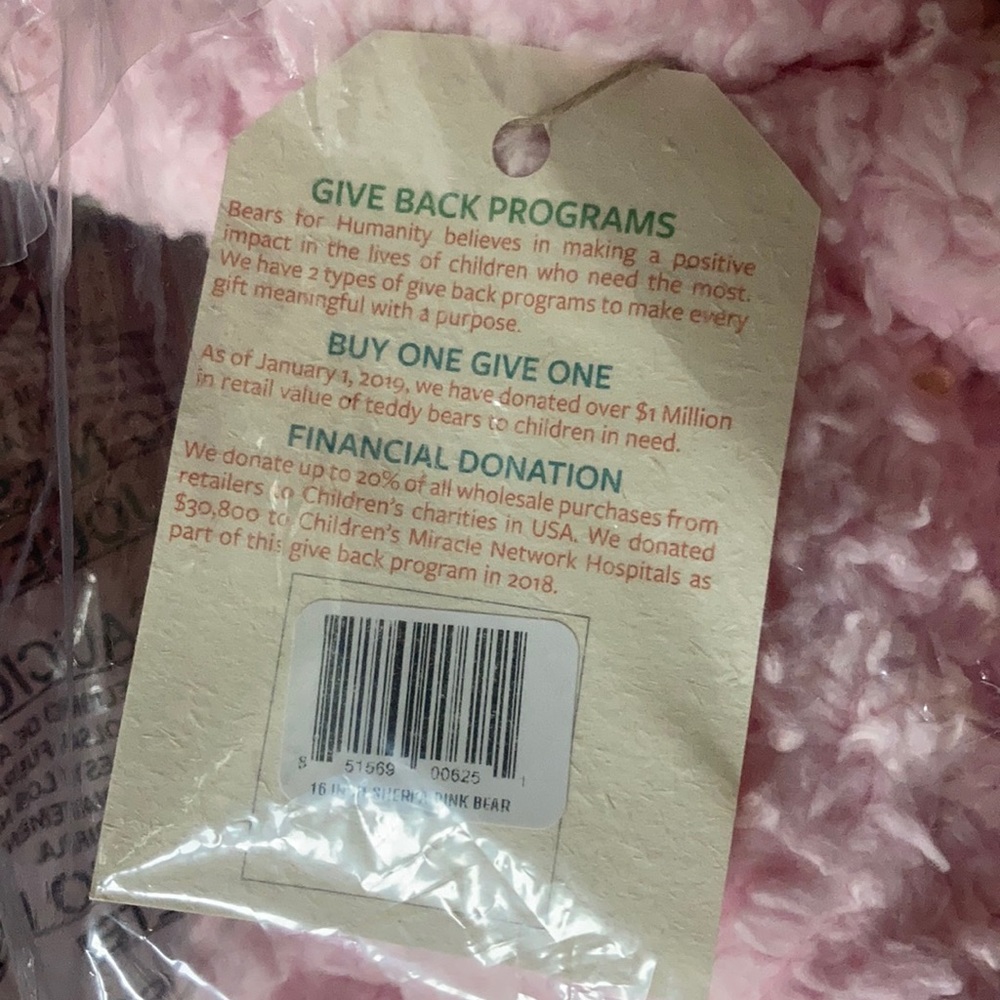 GIVE BACK PROGRAMS
Bears for Humanity believes in making a positive
impact in the lives of children who need the most.
We have 2 types of give back programs to make every
gift meaningful with a purpose.
BUY ONE GIVE ONE
As of January 1, 2019, we have donated over $1 Million
in retail value of teddy bears to children in need.
FINANCIAL DONATION
We donate up to 20% of all wholesale purchases from
retailers to Children's charities in USA. We donated
$30,800 to Children's Miracle Network Hospitals as
part of this give back program in 2018.
8 51569 00625 1
16 PINK BEAR